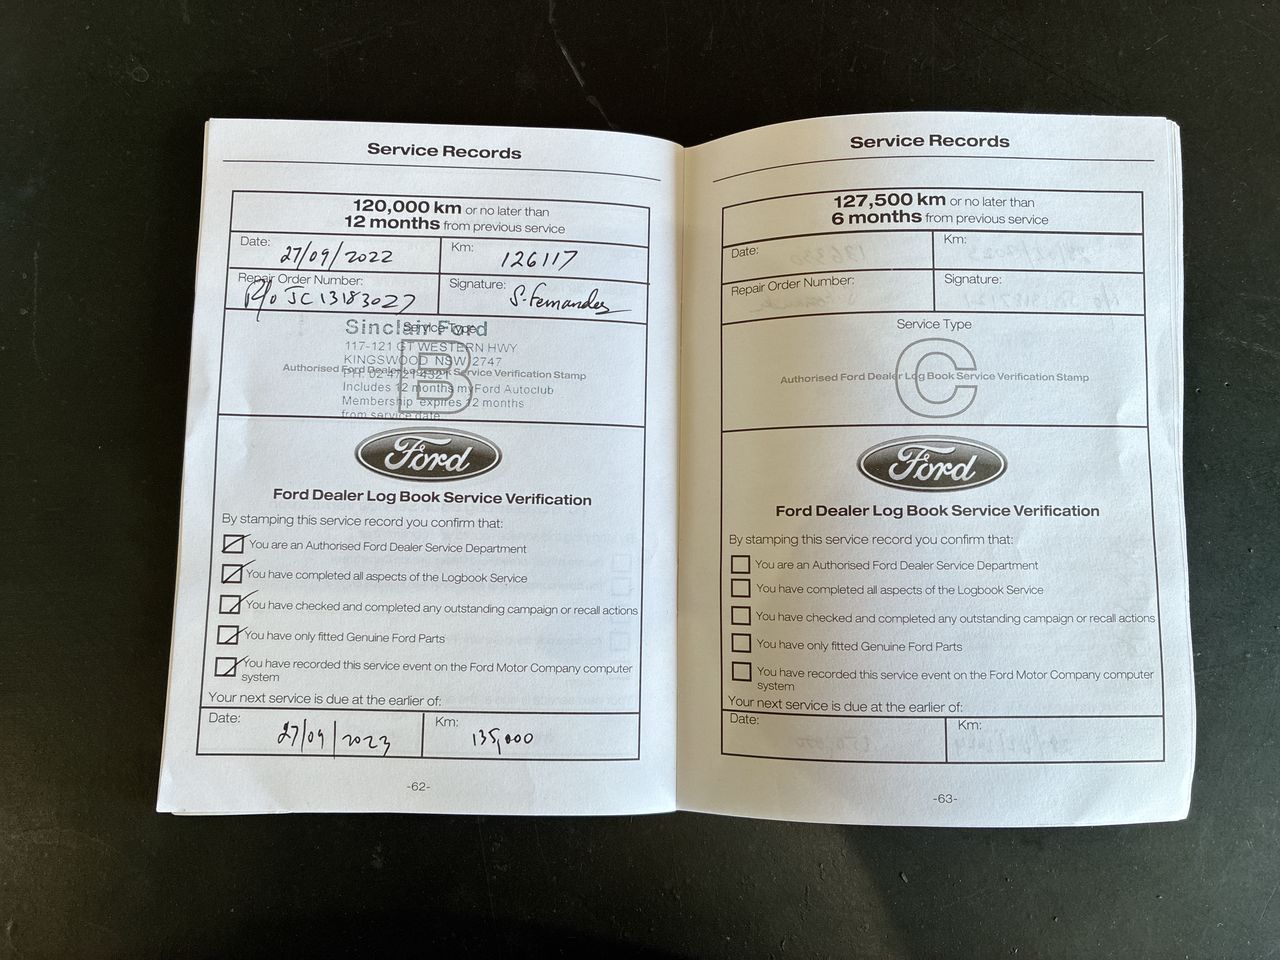 Service Records
120,000 km or no later than
12 months from previous service
Date: 27/09/2022
Km: 126117
Repair Order Number: R/o JC13183027
Signature: S. Fernandes
Service Type
Sinclair Ford
117-121 GT WESTERN HWY
KINGSWOOD NSW 2747
Authorised Ford Dealer Log Book Service Verification Stamp
PH: 02 4721 4321
B
Includes 12 months myFord Autoclub
Membership expires 12 months
from service date
Ford
Ford Dealer Log Book Service Verification
By stamping this service record you confirm that:
You are an Authorised Ford Dealer Service Department
You have completed all aspects of the Logbook Service
You have checked and completed any outstanding campaign or recall actions
You have only fitted Genuine Ford Parts
You have recorded this service event on the Ford Motor Company computer
system
Your next service is due at the earlier of:
Date: 27/09/2023
Km: 135,000
-62-
Service Records
127,500 km or no later than
6 months from previous service
Date:
Km:
Repair Order Number:
Signature:
Service Type
C
Authorised Ford Dealer Log Book Service Verification Stamp
Ford
Ford Dealer Log Book Service Verification
By stamping this service record you confirm that:
You are an Authorised Ford Dealer Service Department
You have completed all aspects of the Logbook Service
You have checked and completed any outstanding campaign or recall actions
You have only fitted Genuine Ford Parts
You have recorded this service event on the Ford Motor Company computer
system
Your next service is due at the earlier of:
Date:
Km:
-63-